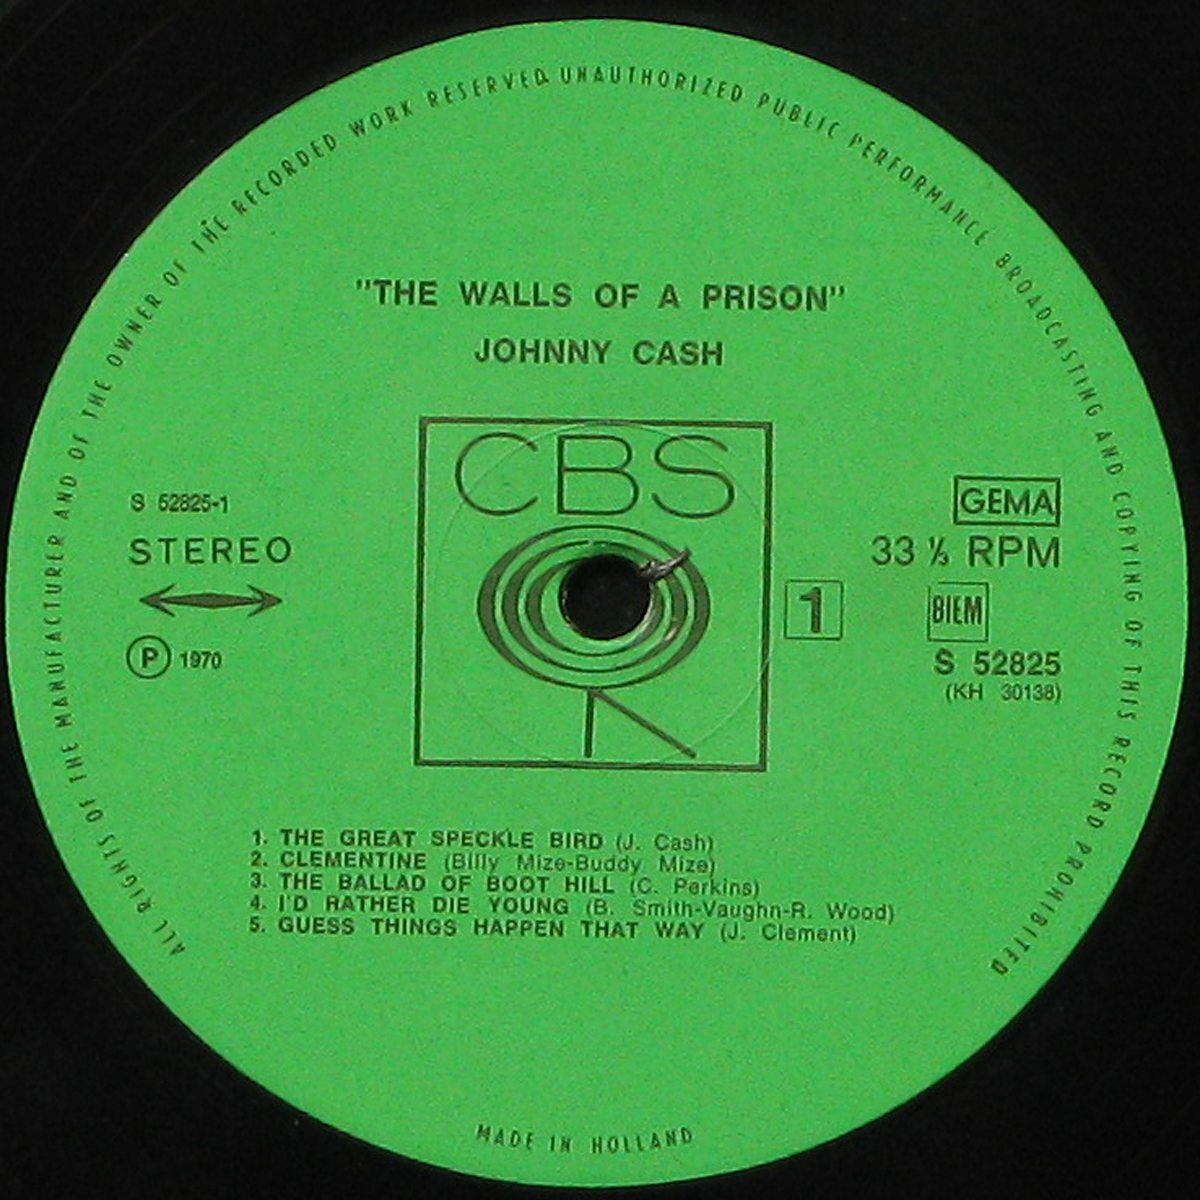 ALL RIGHTS OF THE MANUFACTURER AND OF THE OWNER OF THE RECORDED WORK RESERVED. UNAUTHORIZED PUBLIC PERFORMANCE BROADCASTING AND COPYING OF THIS RECORD PROHIBITED
"THE WALLS OF A PRISON"
JOHNNY CASH
CBS
S 52825-1
STEREO
P 1970
1
GEMA
33 ⅓ RPM
BIEM
S 52825
(KH 30138)
1. THE GREAT SPECKLE BIRD (J. Cash)
2. CLEMENTINE (Billy Mize-Buddy Mize)
3. THE BALLAD OF BOOT HILL (C. Perkins)
4. I'D RATHER DIE YOUNG (B. Smith-Vaughn-R. Wood)
5. GUESS THINGS HAPPEN THAT WAY (J. Clement)
MADE IN HOLLAND